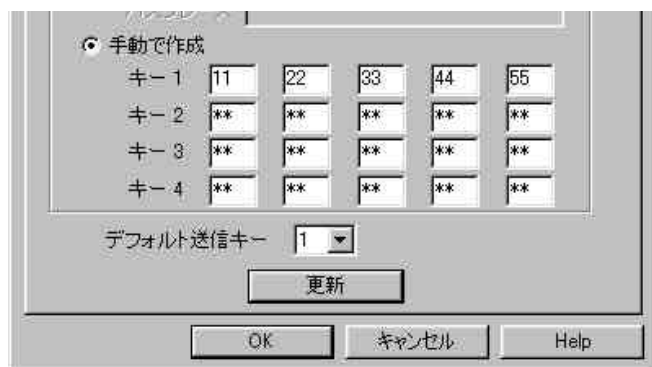 手動で作成
キー 1 11 22 33 44 55
キー 2 ** ** ** ** **
キー 3 ** ** ** ** **
キー 4 ** ** ** ** **
デフォルト送信キー 1
更新
OK キャンセル Help